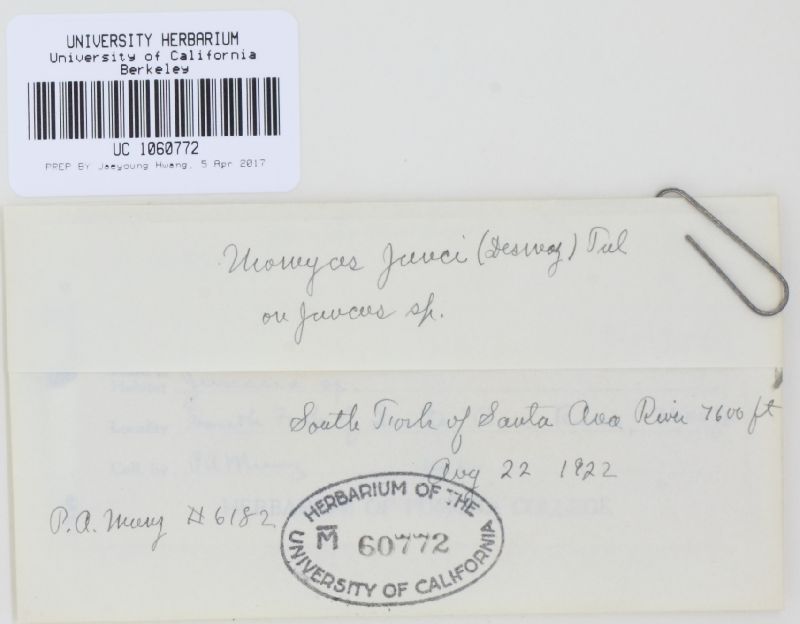 UNIVERSITY HERBARIUM
University of California
Berkeley
UC 1060772
PREP BY Jaeyoung Hwang, 5 Apr 2017
Junci (Desmaz) Tul
on Juncus sp.
South Fork of Santa Ana River 7600 ft
Aug 22 1922
P.A. Munz #6182
HERBARIUM OF THE
M
60772
UNIVERSITY OF CALIFORNIA